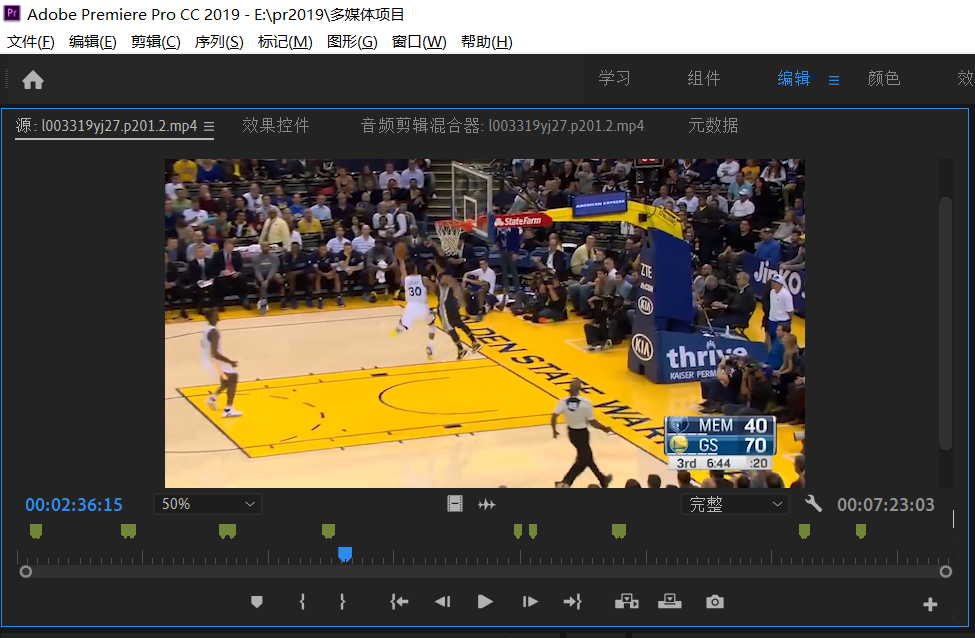 Pr Adobe Premiere Pro CC 2019 - E:\pr2019\多媒体项目
文件(F) 编辑(E) 剪辑(C) 序列(S) 标记(M) 图形(G) 窗口(W) 帮助(H)
学习 组件 编辑 颜色 效
源: l003319yj27.p201.2.mp4 效果控件 音频剪辑混合器: l003319yj27.p201.2.mp4 元数据
AMERICAN EXPRESS
StateFarm
ZTE
JinKO
30
KIA
KIA
thrive
KAISER PERM
DEN STATE WAR
MEM 40
GS 70
3rd 6:44 :20
00:02:36:15 50% 完整 00:07:23:03